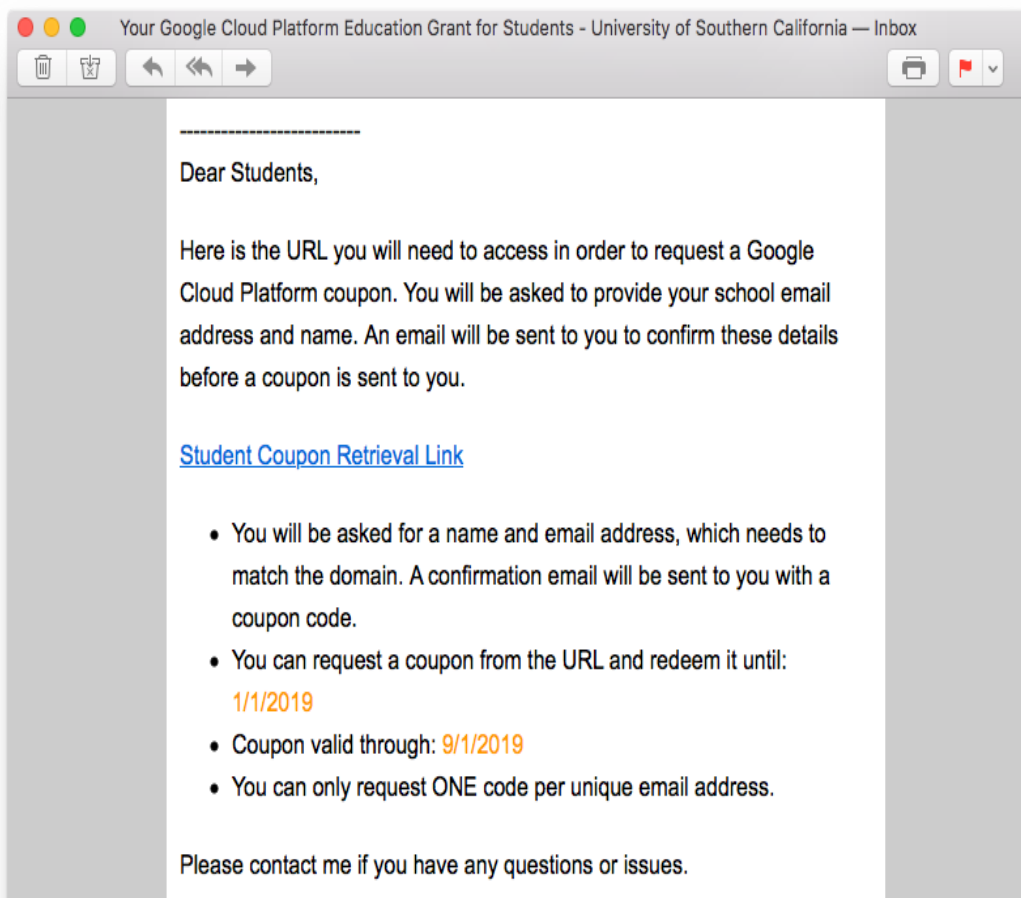 Your Google Cloud Platform Education Grant for Students - University of Southern California — Inbox
--------------------------
Dear Students,
Here is the URL you will need to access in order to request a Google
Cloud Platform coupon. You will be asked to provide your school email
address and name. An email will be sent to you to confirm these details
before a coupon is sent to you.
Student Coupon Retrieval Link
• You will be asked for a name and email address, which needs to
match the domain. A confirmation email will be sent to you with a
coupon code.
• You can request a coupon from the URL and redeem it until:
1/1/2019
• Coupon valid through: 9/1/2019
• You can only request ONE code per unique email address.
Please contact me if you have any questions or issues.